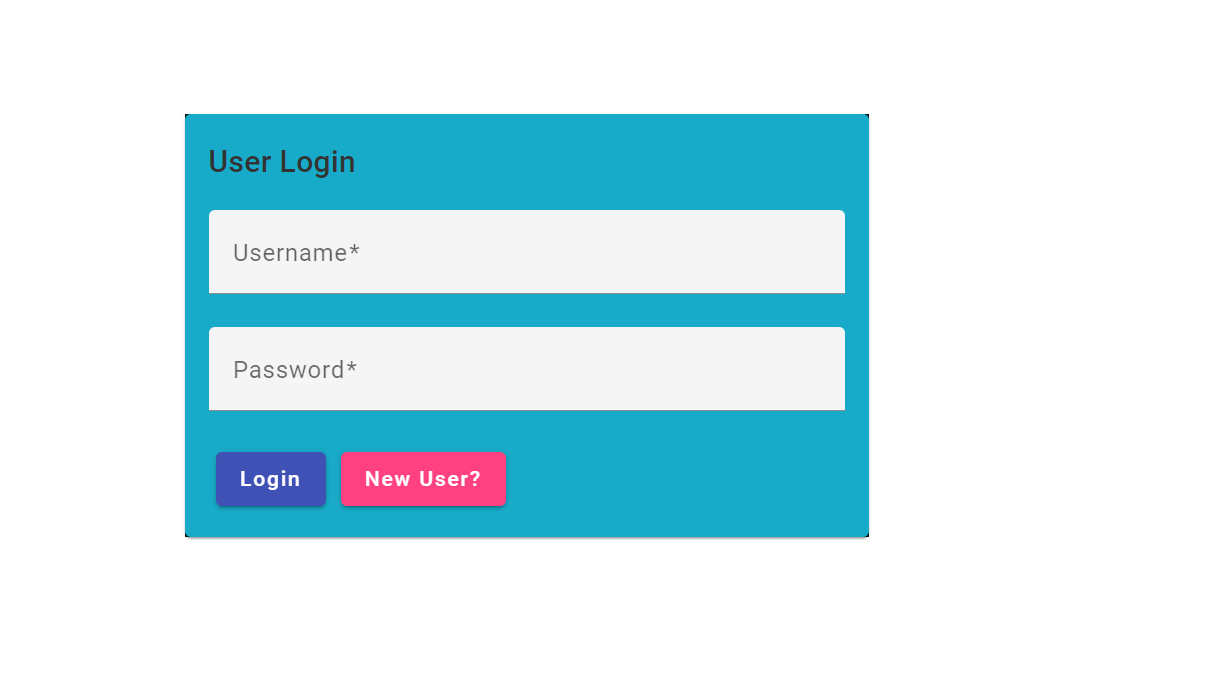 User Login
Username*
Password*
Login New User?